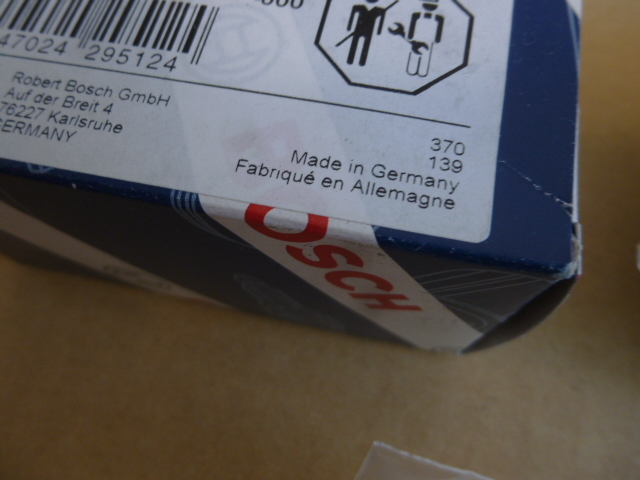 47024 295124
Robert Bosch GmbH
Auf der Breit 4
76227 Karlsruhe
GERMANY
370
139
Made in Germany
Fabriqué en Allemagne
BOSCH